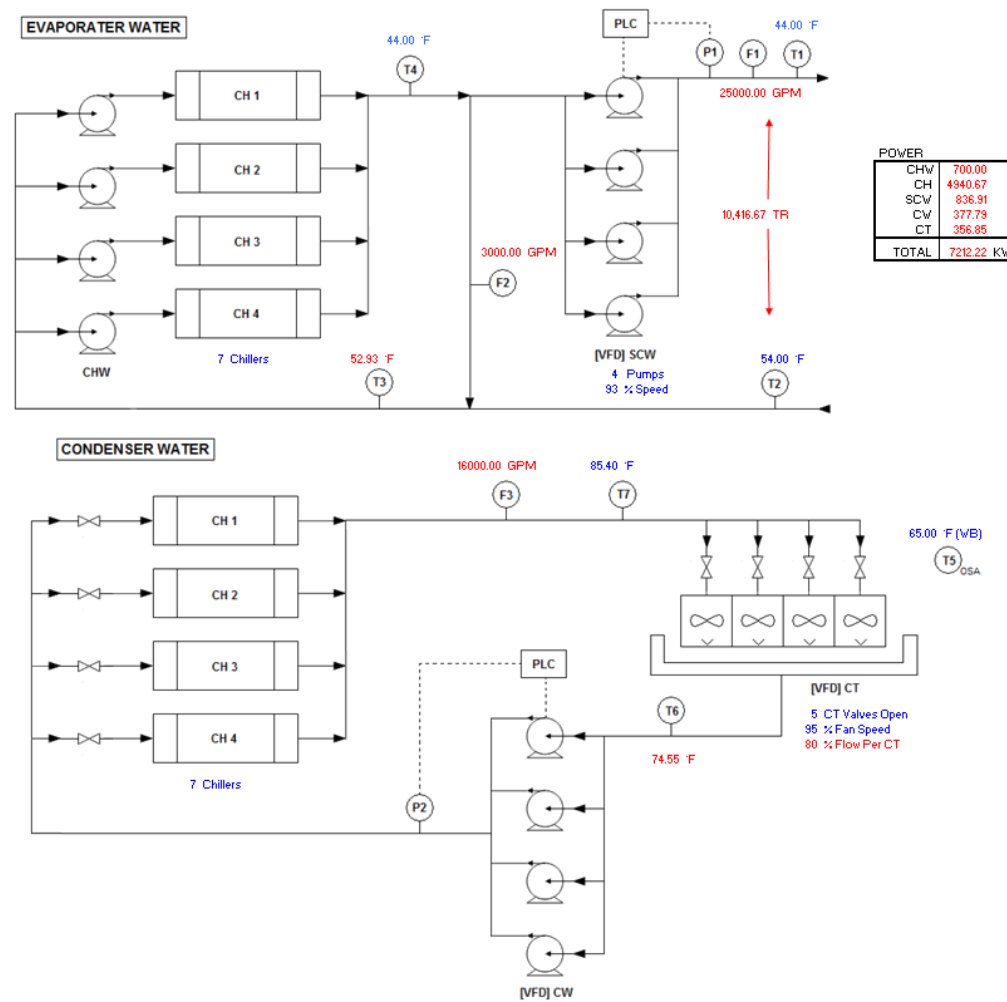 EVAPORATER WATER
PLC
44.00 °F
44.00 °F
T4
P1
F1
T1
CH 1
25000.00 GPM
CH 2
POWER
CHW 700.00
CH 4940.67
SCW 836.91
CW 377.79
CT 356.85
TOTAL 7212.22 KW
10,416.67 TR
CH 3
3000.00 GPM
F2
CH 4
CHW
7 Chillers
52.93 °F
T3
[VFD] SCW
4 Pumps
93 % Speed
54.00 °F
T2
CONDENSER WATER
16000.00 GPM
85.40 °F
F3
T7
CH 1
65.00 °F (WB)
T5
OSA
CH 2
CH 3
PLC
[VFD] CT
CH 4
T6
5 CT Valves Open
95 % Fan Speed
80 % Flow Per CT
74.55 °F
7 Chillers
P2
[VFD] CW